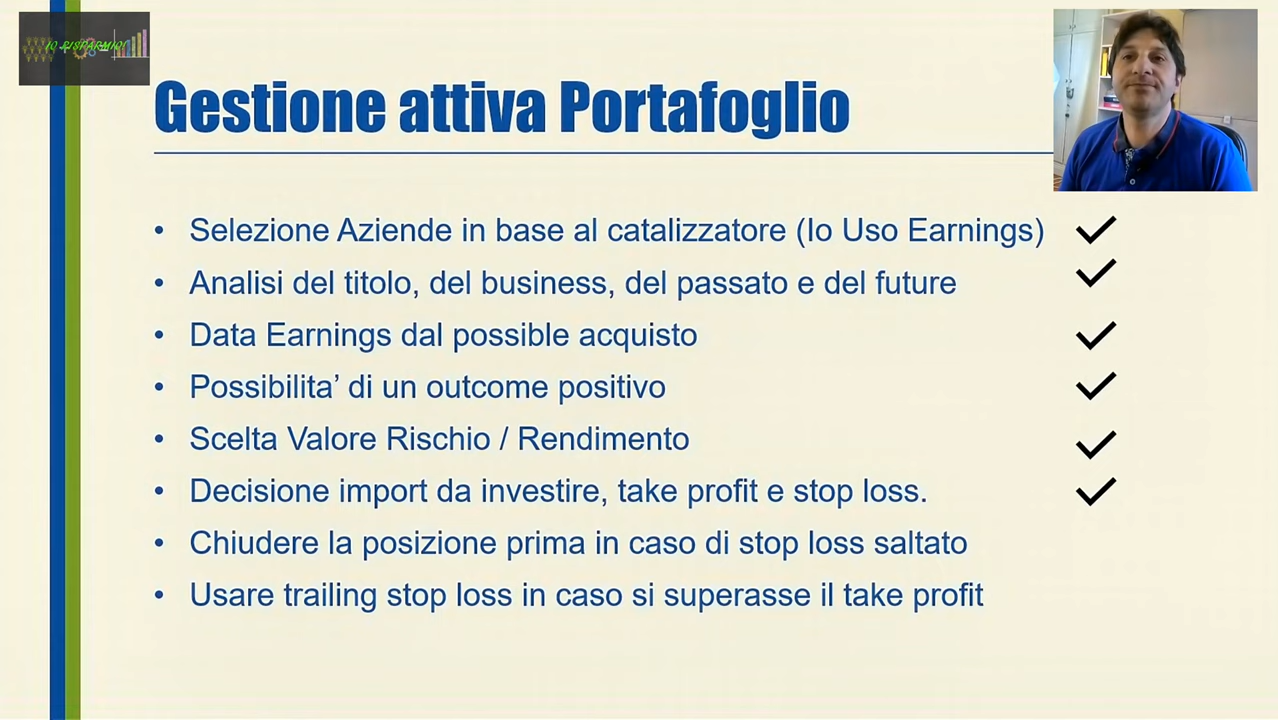 IO RISPARMIO!
Gestione attiva Portafoglio
• Selezione Aziende in base al catalizzatore (Io Uso Earnings)
• Analisi del titolo, del business, del passato e del future
• Data Earnings dal possible acquisto
• Possibilita’ di un outcome positivo
• Scelta Valore Rischio / Rendimento
• Decisione import da investire, take profit e stop loss.
• Chiudere la posizione prima in caso di stop loss saltato
• Usare trailing stop loss in caso si superasse il take profit